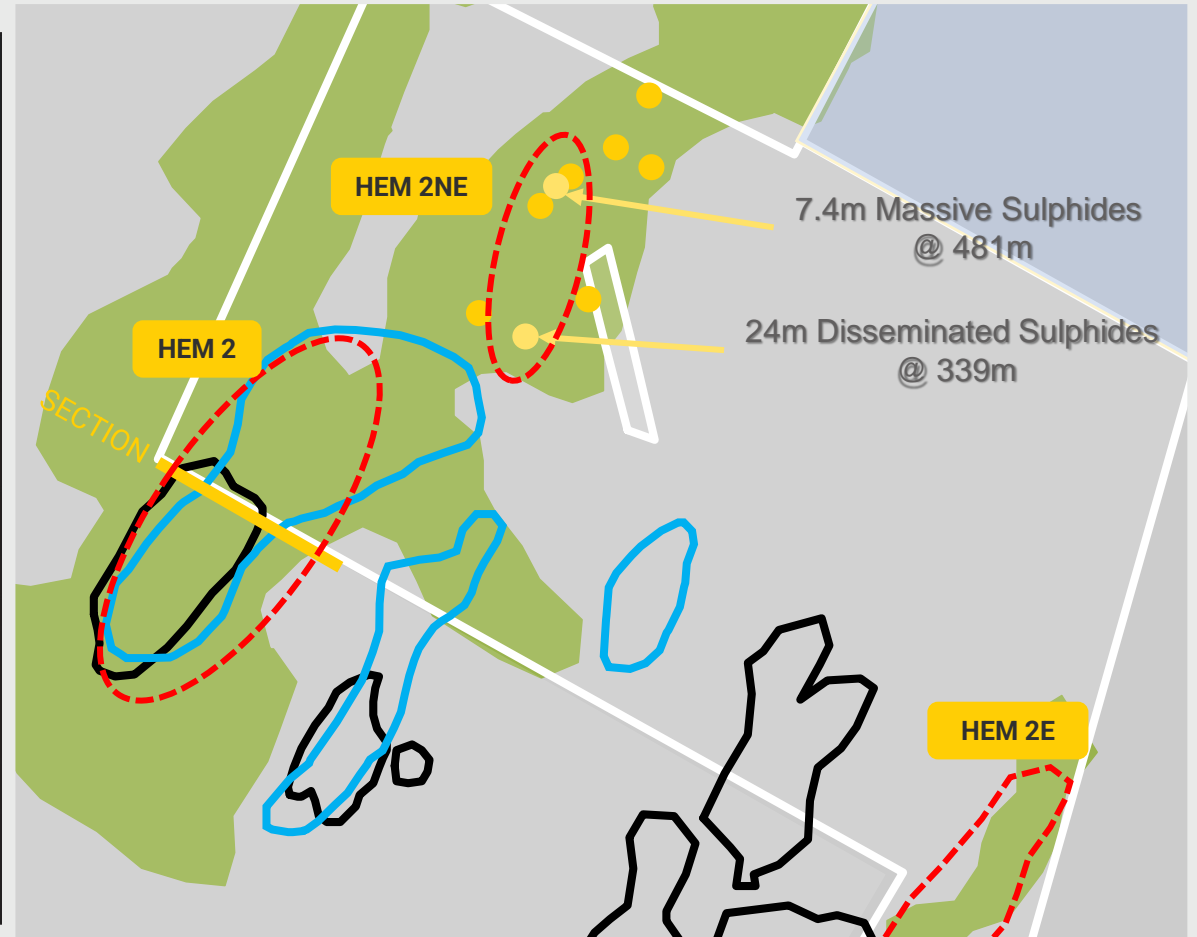 HEM 2NE
7.4m Massive Sulphides
@ 481m
HEM 2
24m Disseminated Sulphides
@ 339m
SECTION
HEM 2E